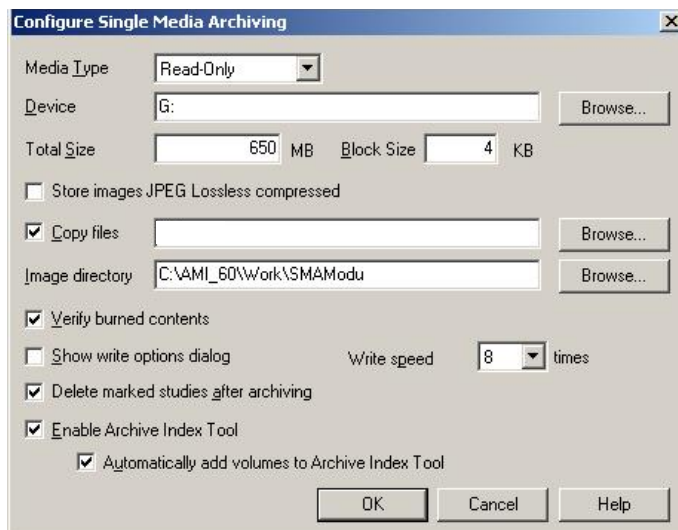 Configure Single Media Archiving
Media Type Read-Only
Device G: Browse...
Total Size 650 MB Block Size 4 KB
Store images JPEG Lossless compressed
Copy files Browse...
Image directory C:\AMI_60\Work\SMAModu Browse...
Verify burned contents
Show write options dialog Write speed 8 times
Delete marked studies after archiving
Enable Archive Index Tool
Automatically add volumes to Archive Index Tool
OK Cancel Help